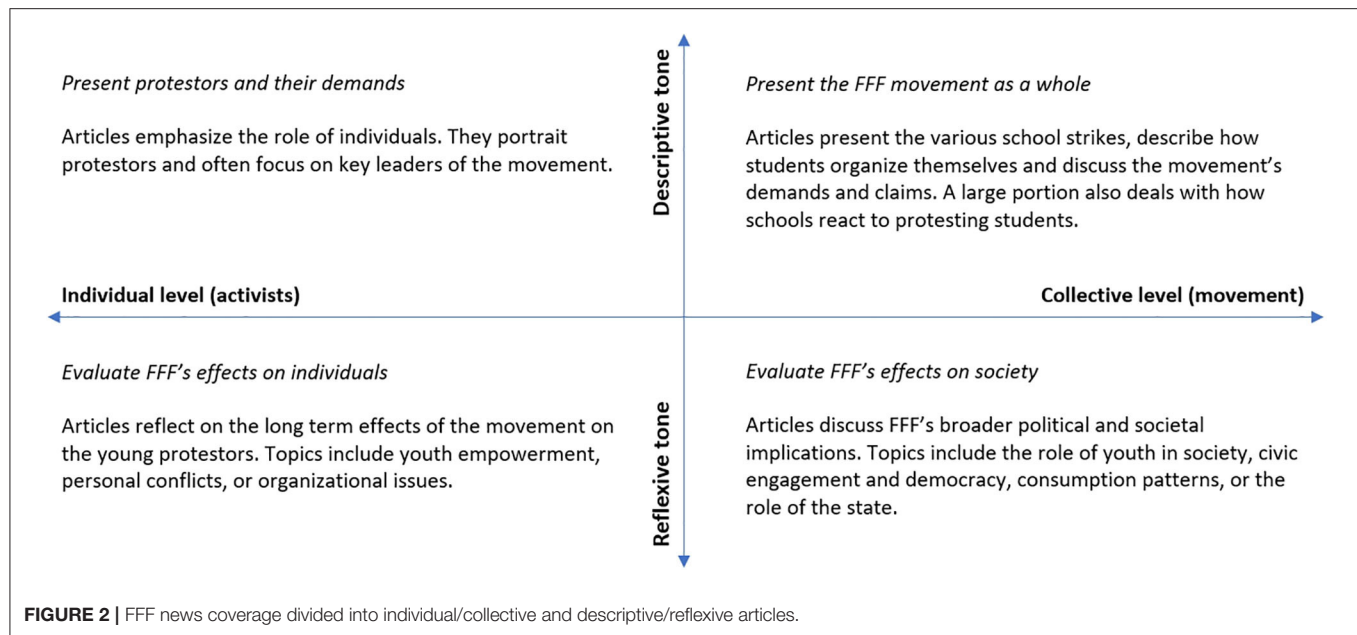 Present protestors and their demands
Articles emphasize the role of individuals. They portrait
protestors and often focus on key leaders of the movement.
Descriptive tone
Present the FFF movement as a whole
Articles present the various school strikes, describe how
students organize themselves and discuss the movement's
demands and claims. A large portion also deals with how
schools react to protesting students.
Individual level (activists)
Collective level (movement)
Evaluate FFF's effects on individuals
Articles reflect on the long term effects of the movement on
the young protestors. Topics include youth empowerment,
personal conflicts, or organizational issues.
Reflexive tone
Evaluate FFF's effects on society
Articles discuss FFF's broader political and societal
implications. Topics include the role of youth in society, civic
engagement and democracy, consumption patterns, or the
role of the state.
FIGURE 2 | FFF news coverage divided into individual/collective and descriptive/reflexive articles.